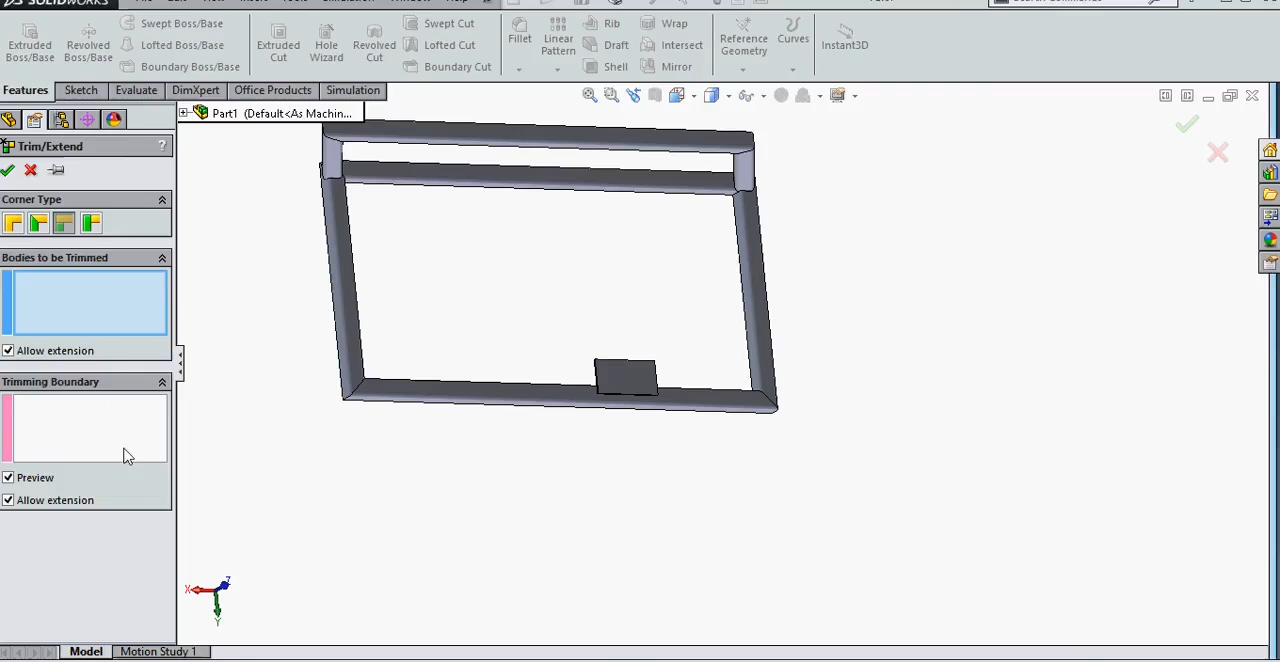 SOLIDWORKS
Extruded Boss/Base
Revolved Boss/Base
Swept Boss/Base
Lofted Boss/Base
Boundary Boss/Base
Extruded Cut
Hole Wizard
Revolved Cut
Swept Cut
Lofted Cut
Boundary Cut
Fillet
Linear Pattern
Rib
Draft
Shell
Wrap
Intersect
Mirror
Reference Geometry
Curves
Instant3D
Features
Sketch
Evaluate
DimXpert
Office Products
Simulation
Part1 (Default<As Machin...
Trim/Extend
?
Corner Type
Bodies to be Trimmed
Allow extension
Trimming Boundary
Preview
Allow extension
X
Y
Z
Model
Motion Study 1